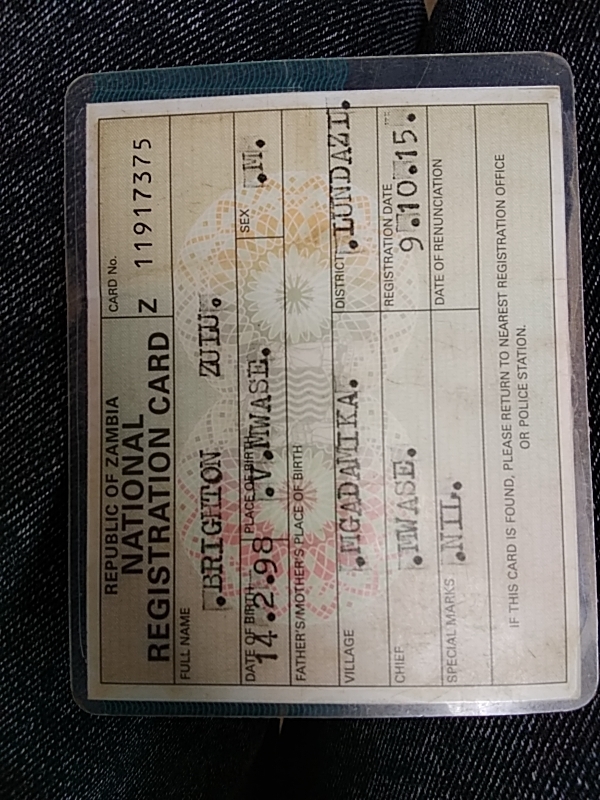 REPUBLIC OF ZAMBIA
NATIONAL
REGISTRATION CARD
CARD No.
Z 11917375
FULL NAME
.BRIGHTON ZULU.
DATE OF BIRTH
14.2.98
PLACE OF BIRTH
.V.MWASE.
SEX
.M.
FATHER'S/MOTHER'S PLACE OF BIRTH
VILLAGE
.MGADAMIKA.
DISTRICT
.LUNDAZI.
CHIEF
.MWASE.
REGISTRATION DATE
9.10.15.
SPECIAL MARKS
.NIL.
DATE OF RENUNCIATION
IF THIS CARD IS FOUND, PLEASE RETURN TO NEAREST REGISTRATION OFFICE
OR POLICE STATION.